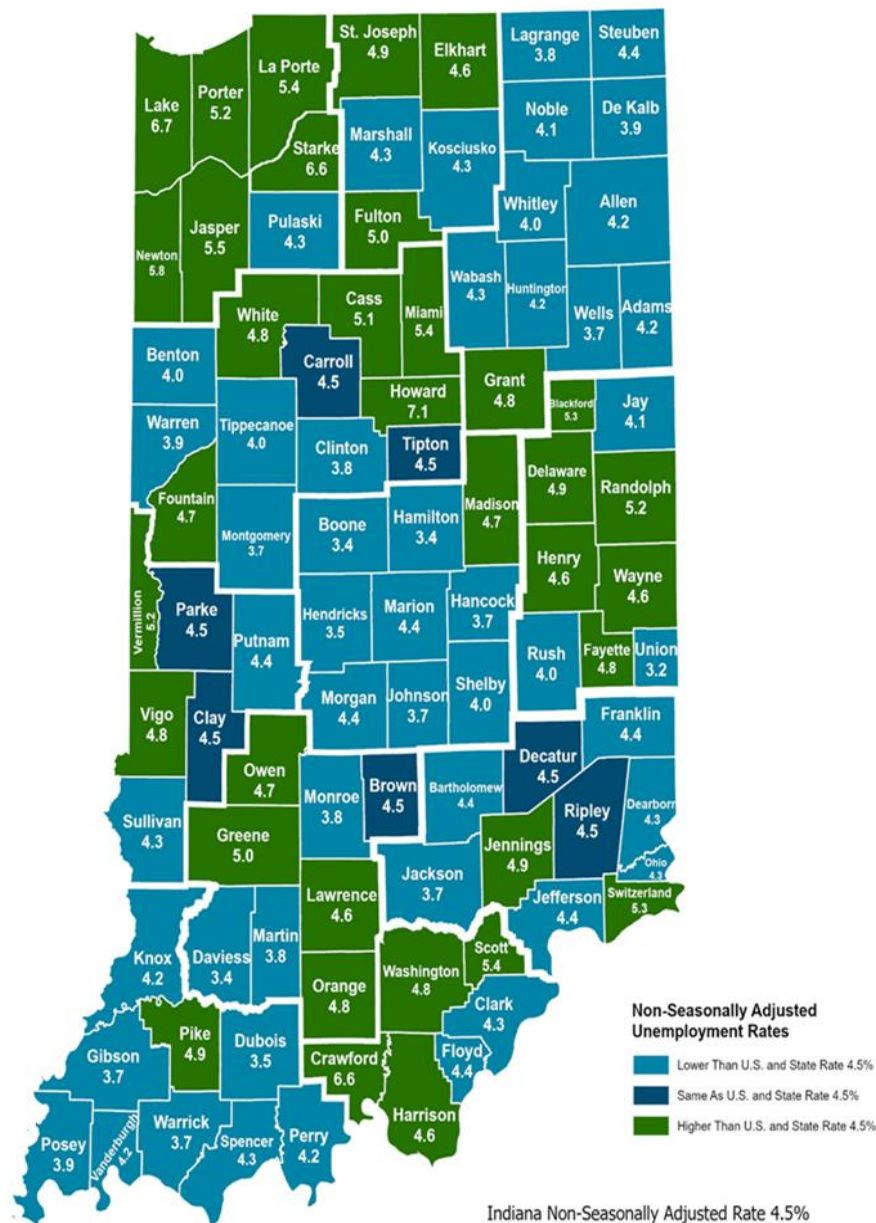 St. Joseph
4.9
Elkhart
4.6
Lagrange
3.8
Steuben
4.4
La Porte
5.4
Porter
5.2
Lake
6.7
Noble
4.1
De Kalb
3.9
Marshall
4.3
Kosciusko
4.3
Starke
6.6
Whitley
4.0
Allen
4.2
Pulaski
4.3
Fulton
5.0
Jasper
5.5
Newton
5.8
Wabash
4.3
Huntington
4.2
Wells
3.7
Adams
4.2
White
4.8
Cass
5.1
Miami
5.4
Benton
4.0
Carroll
4.5
Howard
7.1
Grant
4.8
Blackford
5.3
Jay
4.1
Warren
3.9
Tippecanoe
4.0
Clinton
3.8
Tipton
4.5
Fountain
4.7
Montgomery
3.7
Boone
3.4
Hamilton
3.4
Madison
4.7
Delaware
4.9
Randolph
5.2
Henry
4.6
Wayne
4.6
Vermillion
5.2
Parke
4.5
Putnam
4.4
Hendricks
3.5
Marion
4.4
Hancock
3.7
Rush
4.0
Fayette
4.8
Union
3.2
Vigo
4.8
Clay
4.5
Morgan
4.4
Johnson
3.7
Shelby
4.0
Franklin
4.4
Owen
4.7
Monroe
3.8
Brown
4.5
Bartholomew
4.4
Decatur
4.5
Ripley
4.5
Dearborn
4.3
Ohio
4.3
Sullivan
4.3
Greene
5.0
Jennings
4.9
Jackson
3.7
Jefferson
4.4
Switzerland
5.3
Lawrence
4.6
Knox
4.2
Daviess
3.4
Martin
3.8
Orange
4.8
Washington
4.8
Scott
5.4
Clark
4.3
Floyd
4.4
Gibson
3.7
Pike
4.9
Dubois
3.5
Crawford
6.6
Harrison
4.6
Posey
3.9
Vanderburgh
4.2
Warrick
3.7
Spencer
4.3
Perry
4.2
Non-Seasonally Adjusted
Unemployment Rates
Lower Than U.S. and State Rate 4.5%
Same As U.S. and State Rate 4.5%
Higher Than U.S. and State Rate 4.5%
Indiana Non-Seasonally Adjusted Rate 4.5%